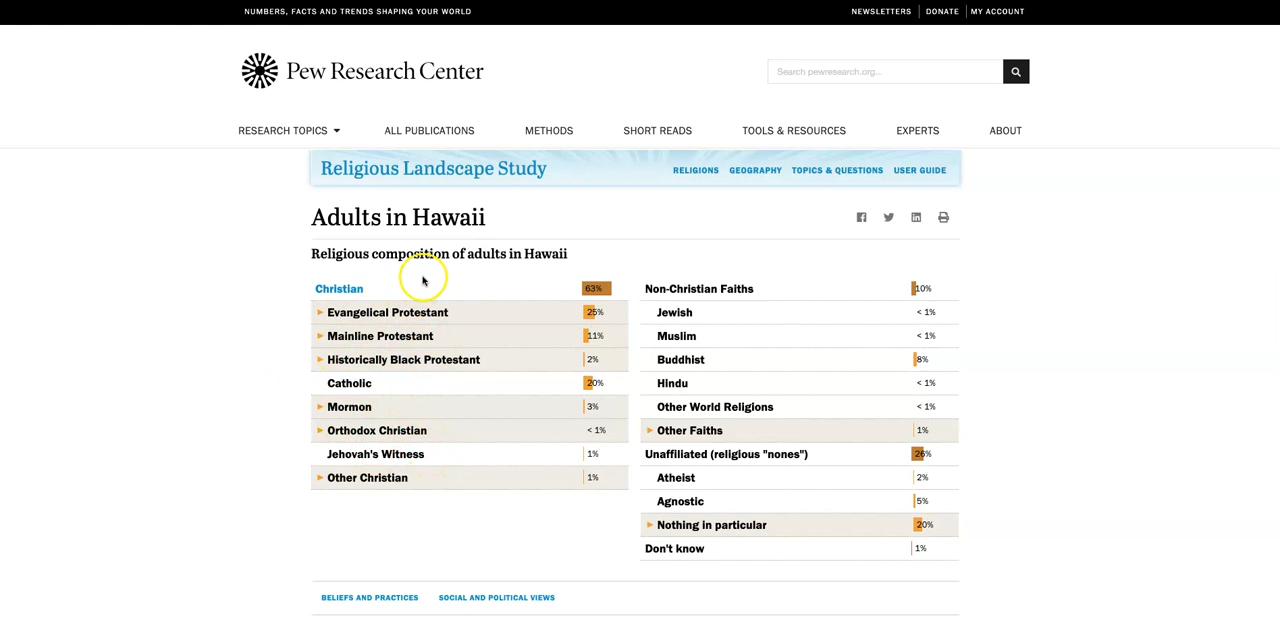 NUMBERS, FACTS AND TRENDS SHAPING YOUR WORLD
NEWSLETTERS DONATE MY ACCOUNT
Pew Research Center
Search pewresearch.org...
RESEARCH TOPICS ALL PUBLICATIONS METHODS SHORT READS TOOLS & RESOURCES EXPERTS ABOUT
Religious Landscape Study
RELIGIONS GEOGRAPHY TOPICS & QUESTIONS USER GUIDE
Adults in Hawaii
Religious composition of adults in Hawaii
Christian 63%
Evangelical Protestant 25%
Mainline Protestant 11%
Historically Black Protestant 2%
Catholic 20%
Mormon 3%
Orthodox Christian < 1%
Jehovah's Witness 1%
Other Christian 1%
Non-Christian Faiths 10%
Jewish < 1%
Muslim < 1%
Buddhist 8%
Hindu < 1%
Other World Religions < 1%
Other Faiths 1%
Unaffiliated (religious "nones") 26%
Atheist 2%
Agnostic 5%
Nothing in particular 20%
Don't know 1%
BELIEFS AND PRACTICES SOCIAL AND POLITICAL VIEWS